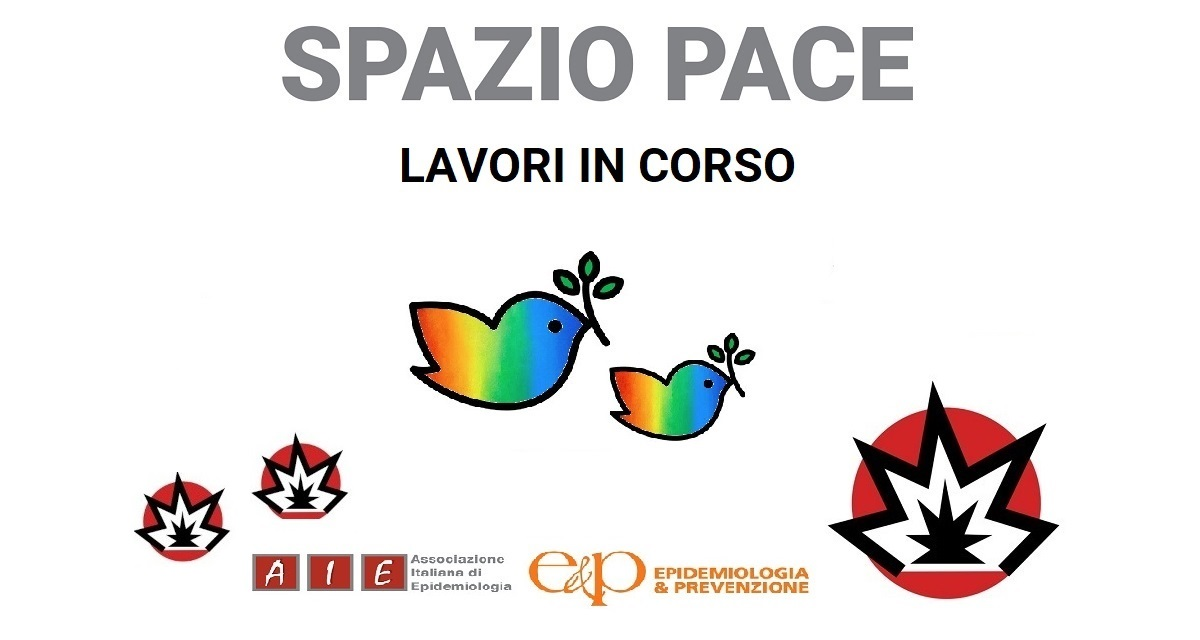 SPAZIO PACE
LAVORI IN CORSO
A I E
Associazione
Italiana di
Epidemiologia
e&p
EPIDEMIOLOGIA
& PREVENZIONE